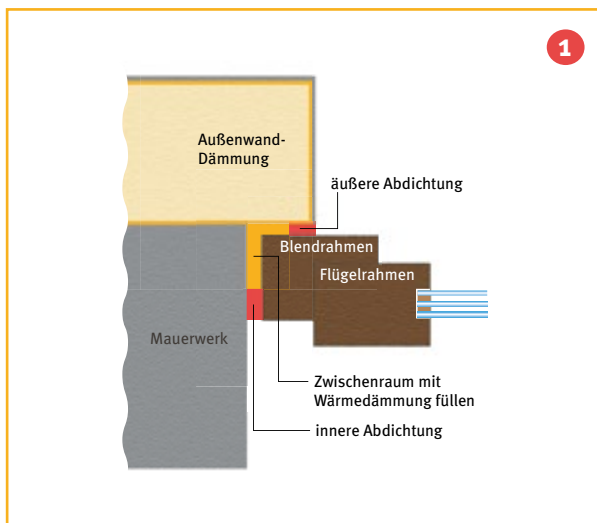 1
Außenwand-
Dämmung
äußere Abdichtung
Blendrahmen
Flügelrahmen
Mauerwerk
Zwischenraum mit
Wärmedämmung füllen
innere Abdichtung